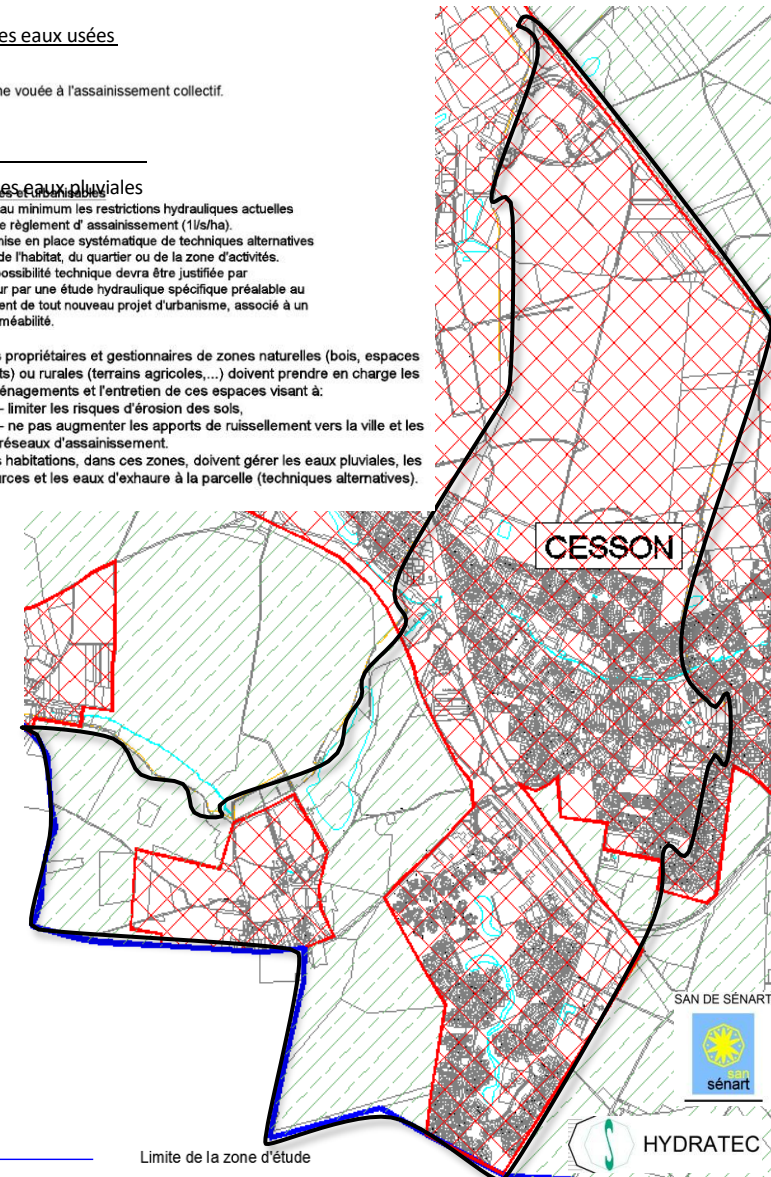 es eaux usées
ne vouée à l'assainissement collectif.
es eaux pluviales
es et urbanisables
au minimum les restrictions hydrauliques actuelles
e règlement d' assainissement (1l/s/ha).
mise en place systématique de techniques alternatives
de l'habitat, du quartier ou de la zone d'activités.
possibilité technique devra être justifiée par
ur par une étude hydraulique spécifique préalable au
ent de tout nouveau projet d'urbanisme, associé à un
méabilité.
s propriétaires et gestionnaires de zones naturelles (bois, espaces
ts) ou rurales (terrains agricoles,...) doivent prendre en charge les
énagements et l'entretien de ces espaces visant à:
- limiter les risques d'érosion des sols,
- ne pas augmenter les apports de ruissellement vers la ville et les
réseaux d'assainissement.
s habitations, dans ces zones, doivent gérer les eaux pluviales, les
urces et les eaux d'exhaure à la parcelle (techniques alternatives).
CESSON
SAN DE SÉNART
san
sénart
HYDRATEC
Limite de la zone d'étude